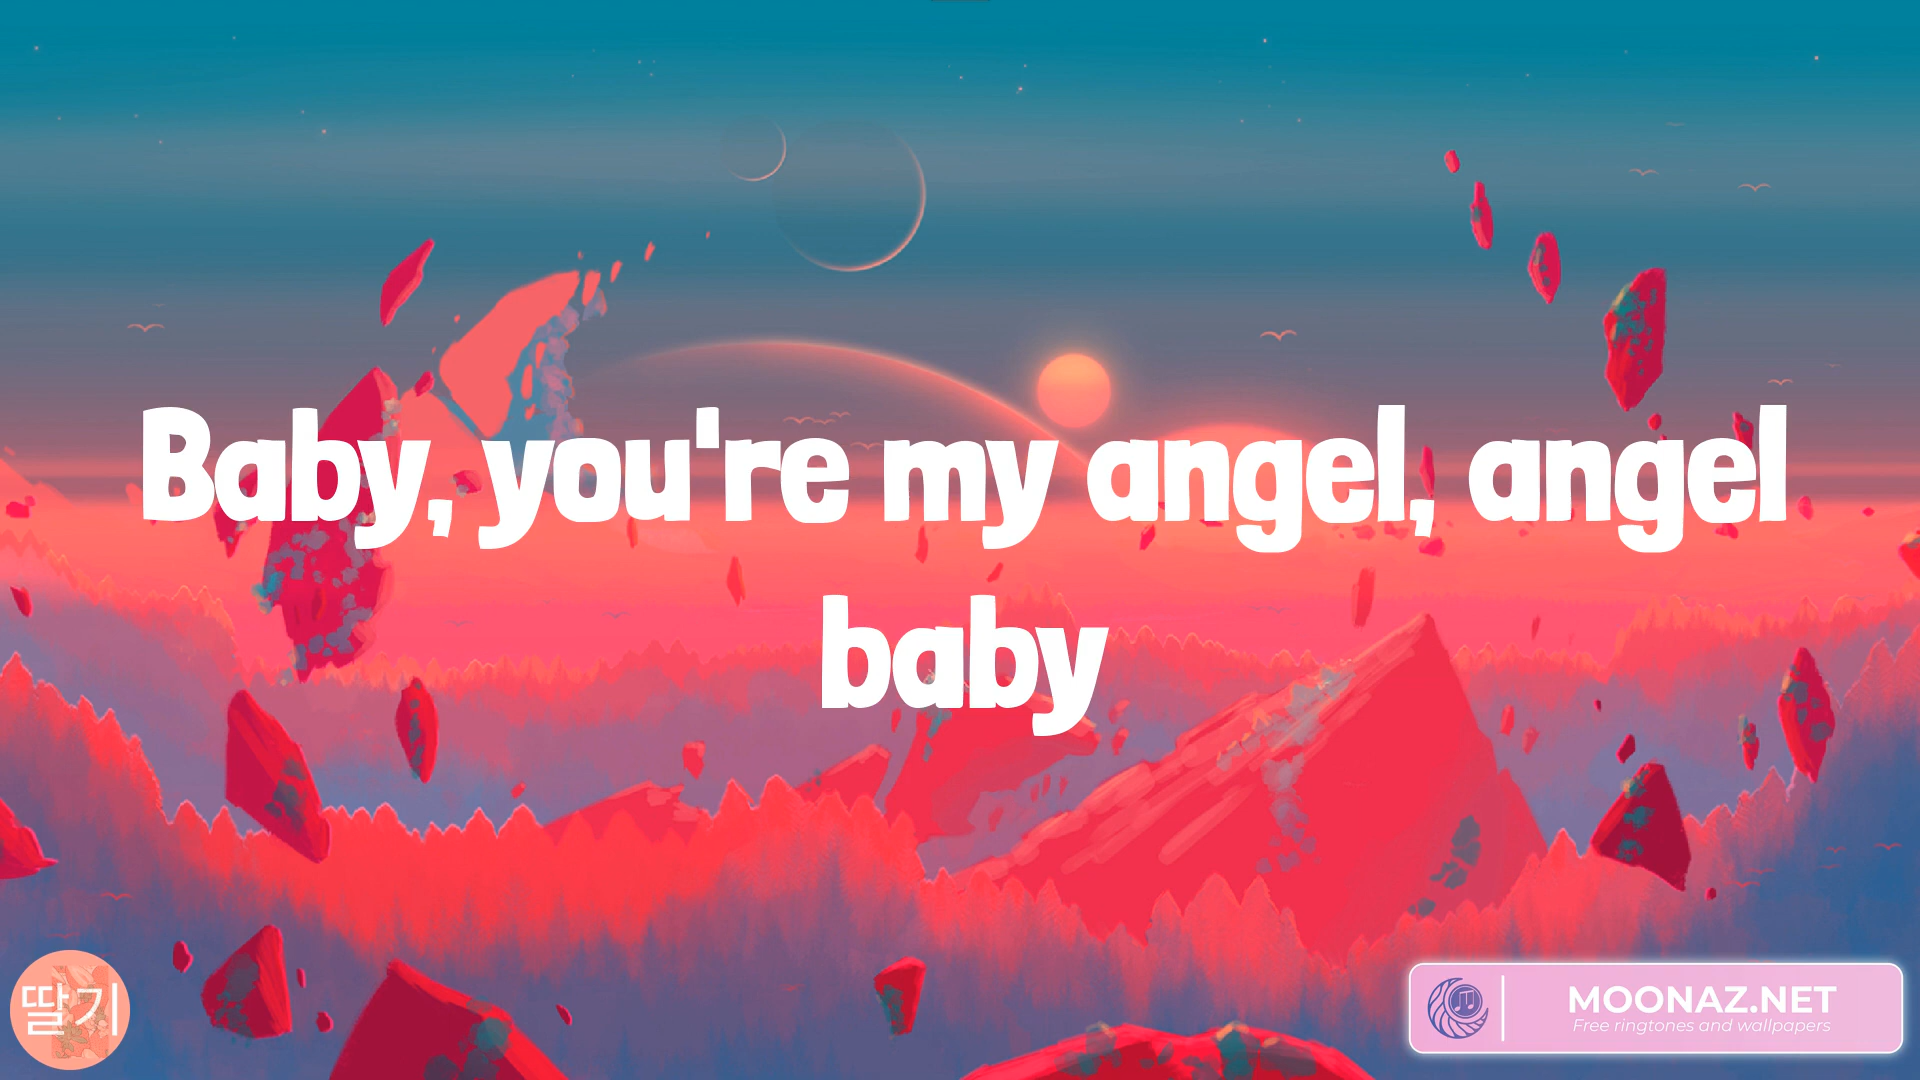 Baby, you're my angel, angel
baby
딸기
MOONAZ.NET
Free ringtones and wallpapers